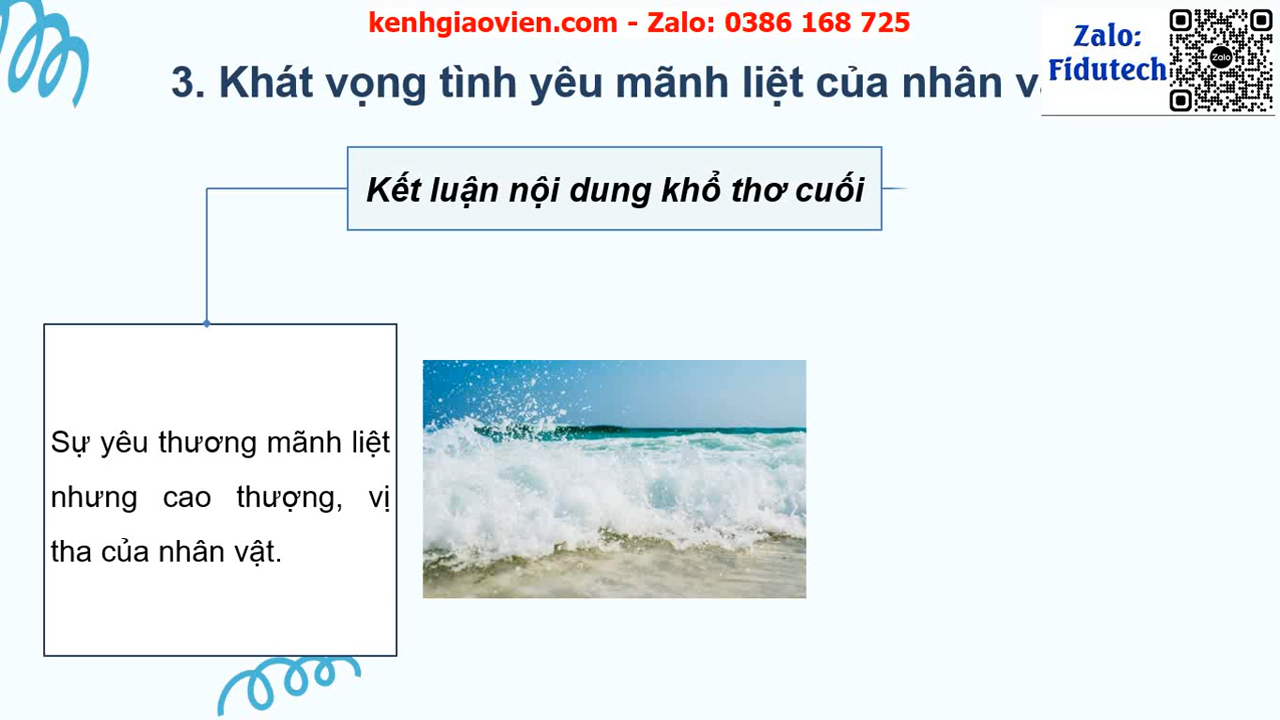 kenhgiaovien.com - Zalo: 0386 168 725
Zalo:
Fidutech
Zalo
3. Khát vọng tình yêu mãnh liệt của nhân
Kết luận nội dung khổ thơ cuối
Sự yêu thương mãnh liệt
nhưng cao thượng, vị
tha của nhân vật.